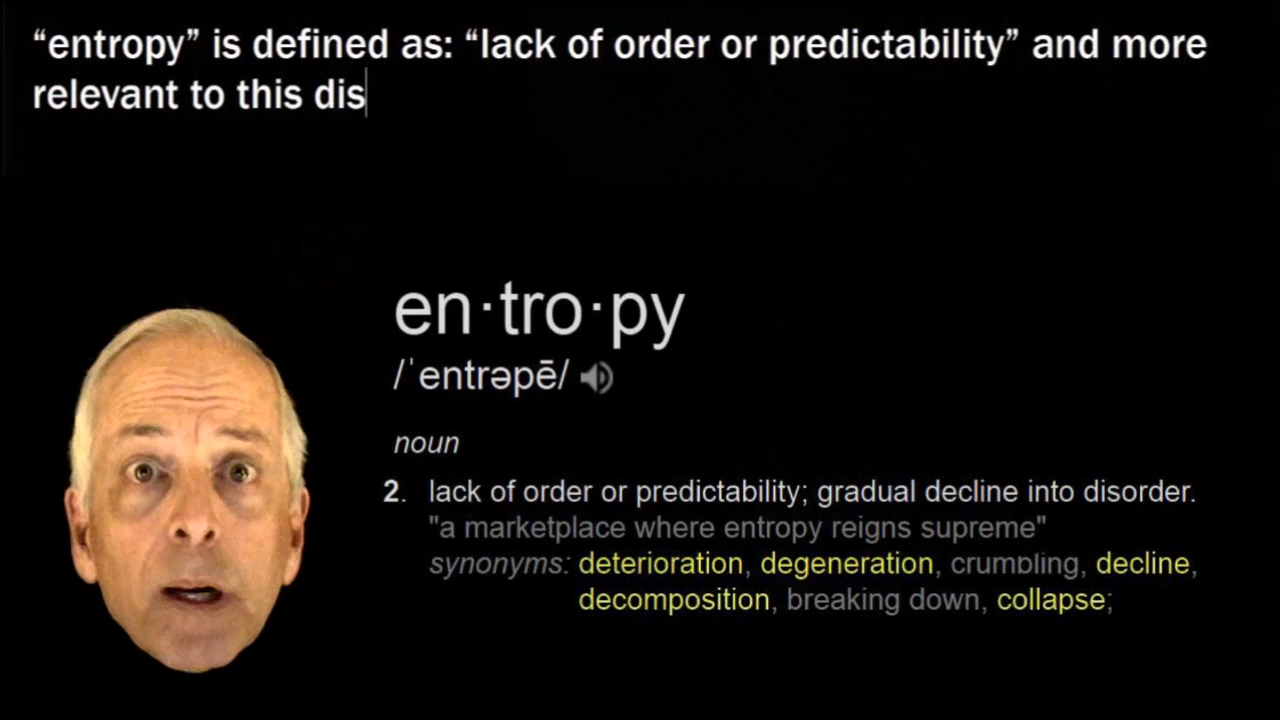 “entropy” is defined as: “lack of order or predictability” and more
relevant to this dis
en·tro·py
/ˈentrəpē/
noun
2. lack of order or predictability; gradual decline into disorder.
"a marketplace where entropy reigns supreme"
synonyms: deterioration, degeneration, crumbling, decline,
decomposition, breaking down, collapse;